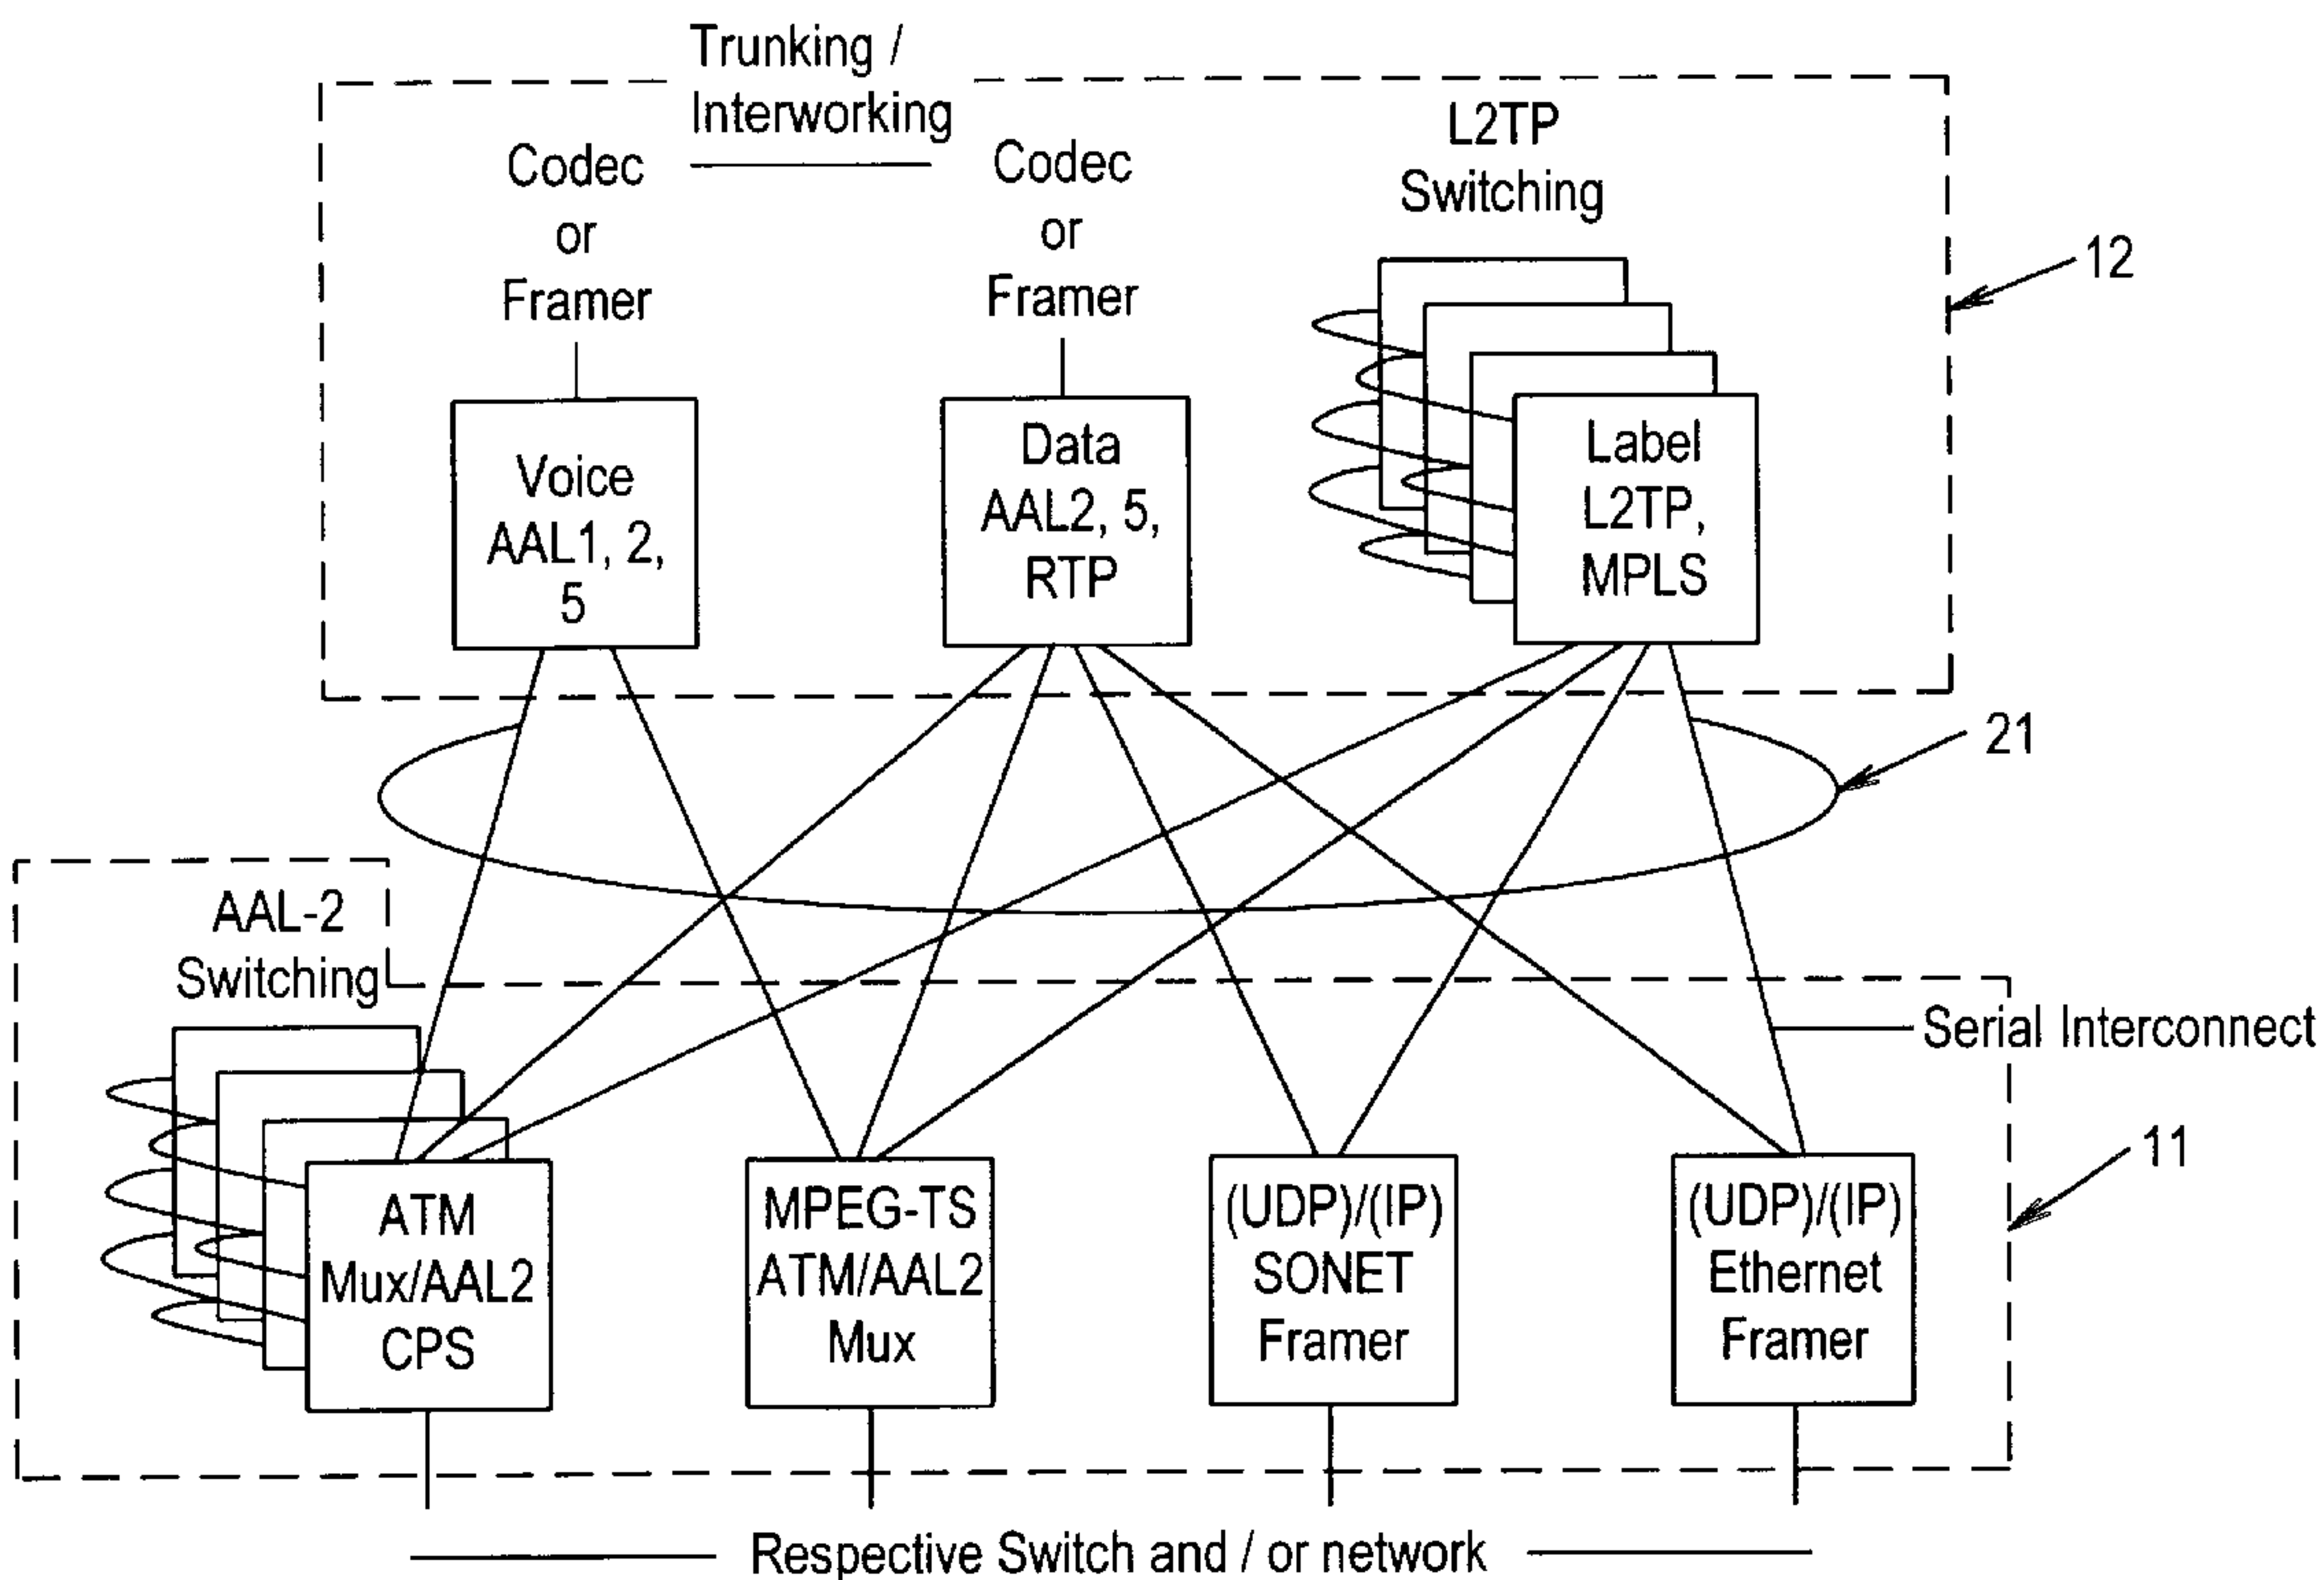 Trunking /
Interworking
Codec
or
Framer
Codec
or
Framer
L2TP
Switching
12
Voice
AAL1, 2,
5
Data
AAL2, 5,
RTP
Label
L2TP,
MPLS
21
AAL-2
Switching
Serial Interconnect
11
ATM
Mux/AAL2
CPS
MPEG-TS
ATM/AAL2
Mux
(UDP)/(IP)
SONET
Framer
(UDP)/(IP)
Ethernet
Framer
Respective Switch and / or network